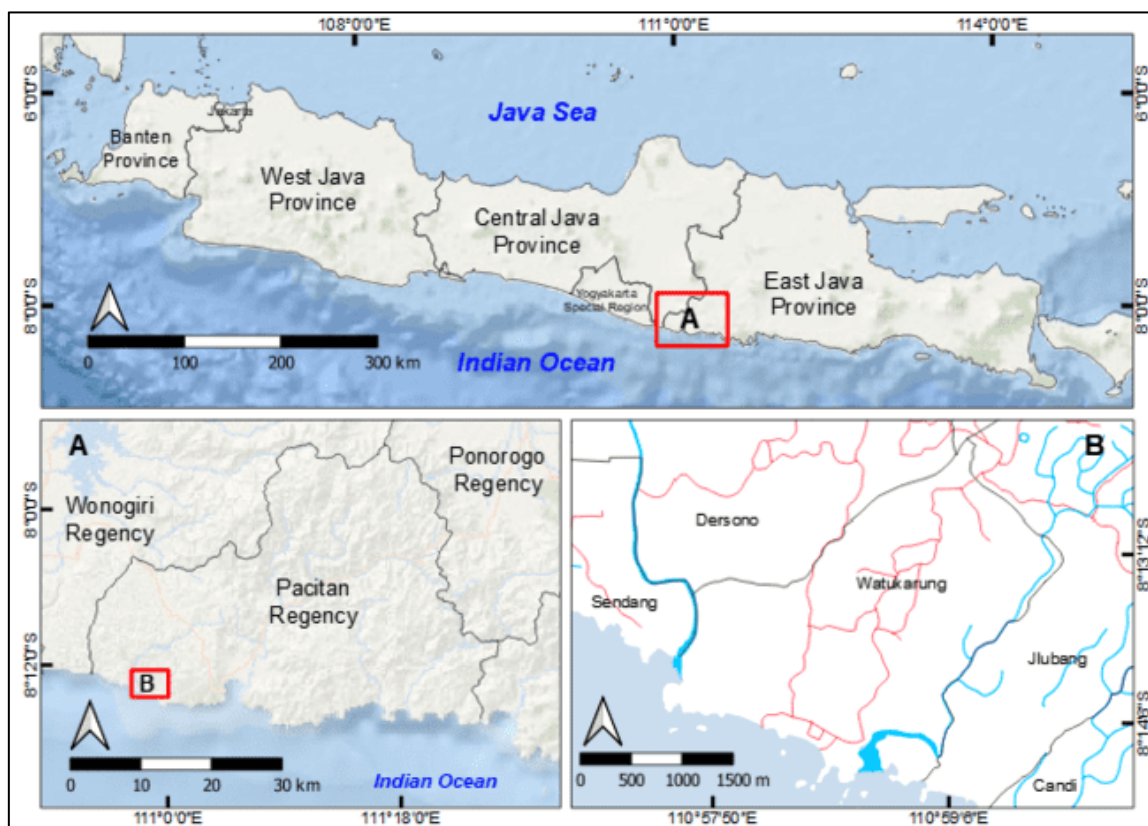 108°0'0"E
111°0'0"E
114°0'0"E
6°0'0"S
6°0'0"S
Java Sea
Jakarta
Banten
Province
West Java
Province
Central Java
Province
Yogyakarta
Special Region
A
East Java
Province
8°0'0"S
8°0'0"S
0 100 200 300 km
Indian Ocean
A
Ponorogo
Regency
Wonogiri
Regency
8°0'0"S
Pacitan
Regency
8°12'0"S
B
0 10 20 30 km
Indian Ocean
111°0'0"E
111°18'0"E
B
Dersono
Watukarung
8°13'12"S
Sendang
Jlubang
8°14'6"S
0 500 1000 1500 m
Candi
110°57'50"E
110°59'6"E